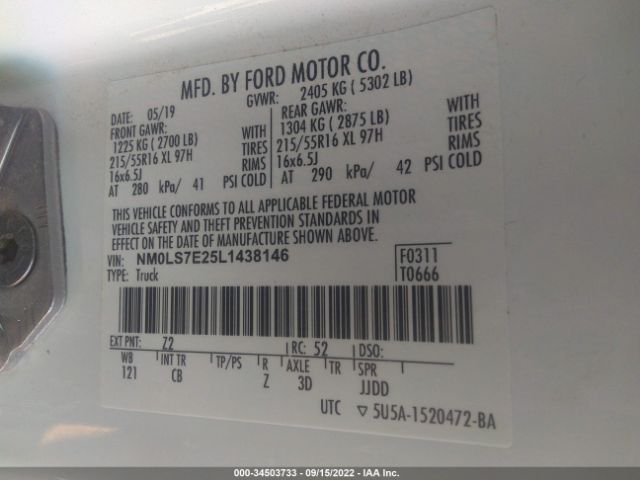 MFD. BY FORD MOTOR CO.
DATE: 05/19 GVWR: 2405 KG ( 5302 LB)
FRONT GAWR: REAR GAWR:
1225 KG ( 2700 LB) WITH 1304 KG ( 2875 LB) WITH
215/55R16 XL 97H TIRES 215/55R16 XL 97H TIRES
16x6.5J RIMS 16x6.5J RIMS
AT 280 kPa/ 41 PSI COLD AT 290 kPa/ 42 PSI COLD
THIS VEHICLE CONFORMS TO ALL APPLICABLE FEDERAL MOTOR
VEHICLE SAFETY AND THEFT PREVENTION STANDARDS IN
EFFECT ON THE DATE OF MANUFACTURE SHOWN ABOVE.
VIN: NM0LS7E25L1438146 F0311
TYPE: Truck T0666
EXT PNT: Z2 RC: 52 DSO:
WB INT TR TP/PS R AXLE TR SPR
121 CB Z 3D JJDD
UTC ▽ 5U5A-1520472-BA
000-34503733 - 09/15/2022 - IAA Inc.